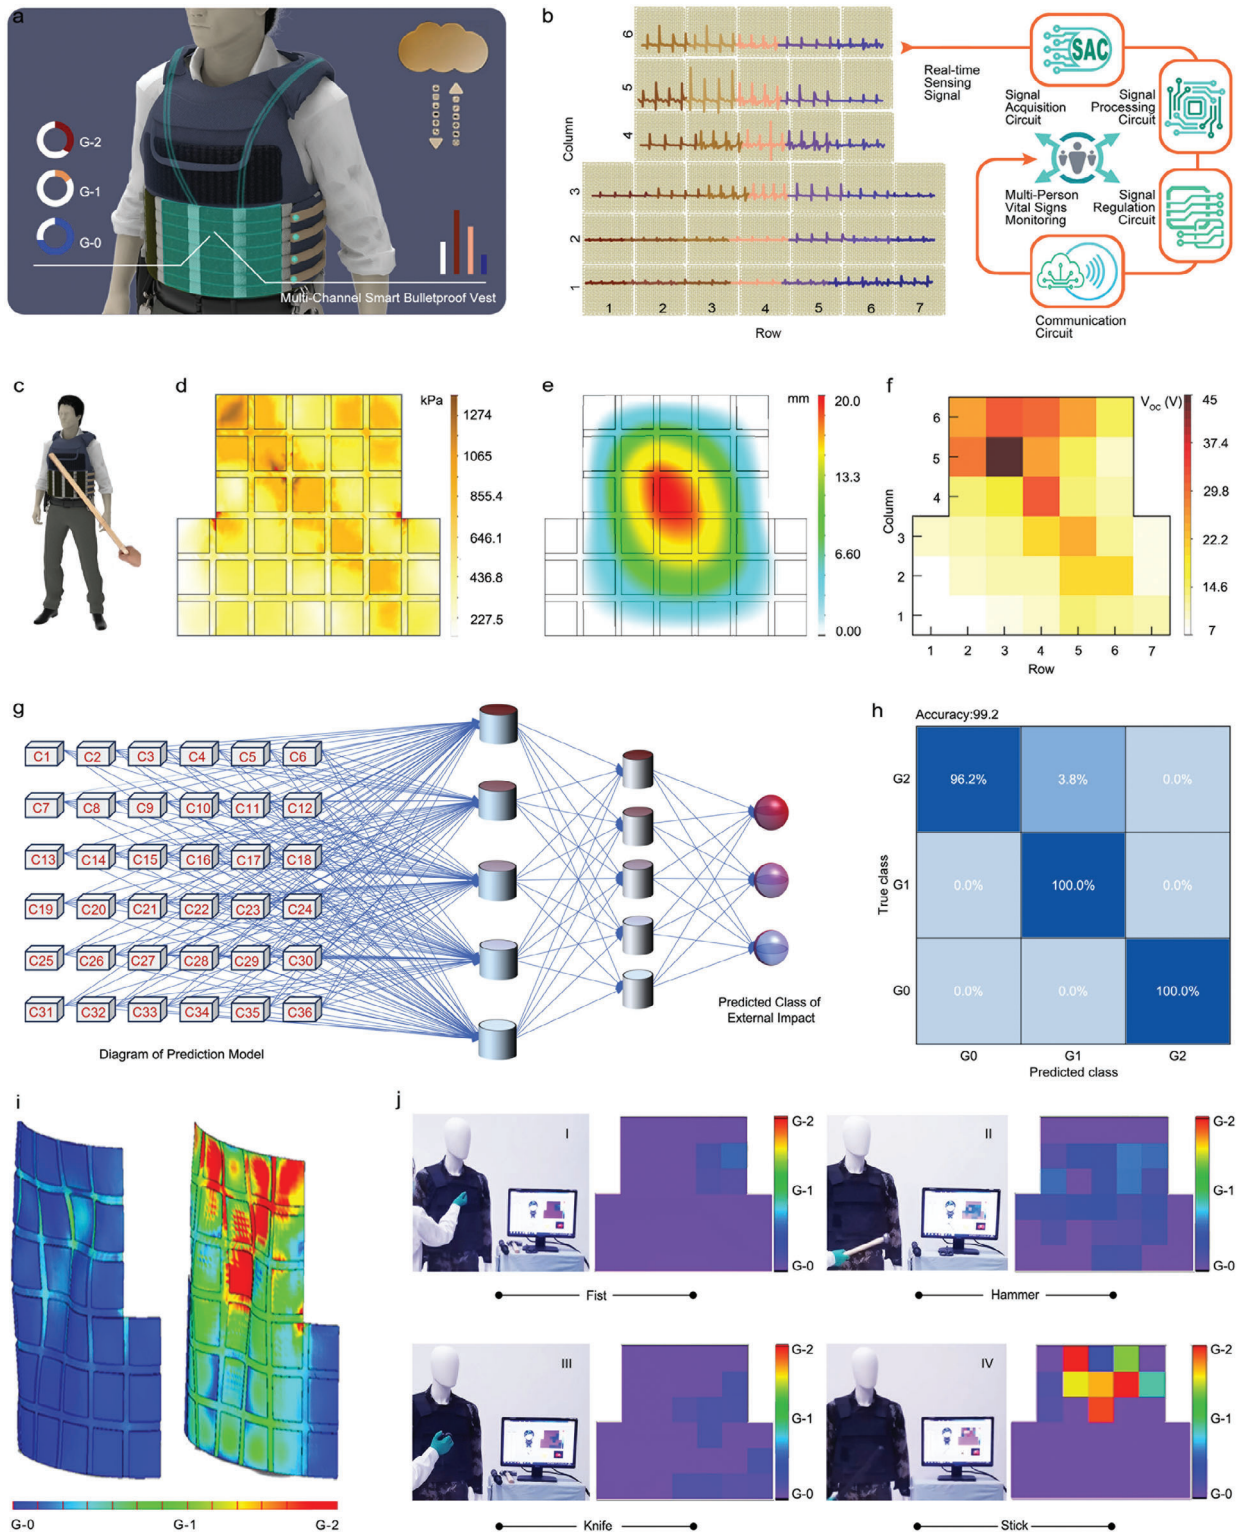 a
G-2
G-1
G-0
Multi-Channel Smart Bulletproof Vest
b
Column
6
5
4
3
2
1
1 2 3 4 5 6 7
Row
Real-time
Sensing
Signal
SAC
Signal
Acquisition
Circuit
Signal
Processing
Circuit
Multi-Person
Vital Signs
Monitoring
Signal
Regulation
Circuit
Communication
Circuit
c
d
kPa
1274
1065
855.4
646.1
436.8
227.5
e
mm
20.0
13.3
6.60
0.00
f
Voc (V)
45
37.4
29.8
22.2
14.6
7
Column
6
5
4
3
2
1
1 2 3 4 5 6 7
Row
g
C1 C2 C3 C4 C5 C6
C7 C8 C9 C10 C11 C12
C13 C14 C15 C16 C17 C18
C19 C20 C21 C22 C23 C24
C25 C26 C27 C28 C29 C30
C31 C32 C33 C34 C35 C36
Diagram of Prediction Model
Predicted Class of
External Impact
h
Accuracy:99.2
True class
G2 96.2% 3.8% 0.0%
G1 0.0% 100.0% 0.0%
G0 0.0% 0.0% 100.0%
G0 G1 G2
Predicted class
i
G-0 G-1 G-2
j
I
G-2
G-1
G-0
Fist
II
G-2
G-1
G-0
Hammer
III
G-2
G-1
G-0
Knife
IV
G-2
G-1
G-0
Stick